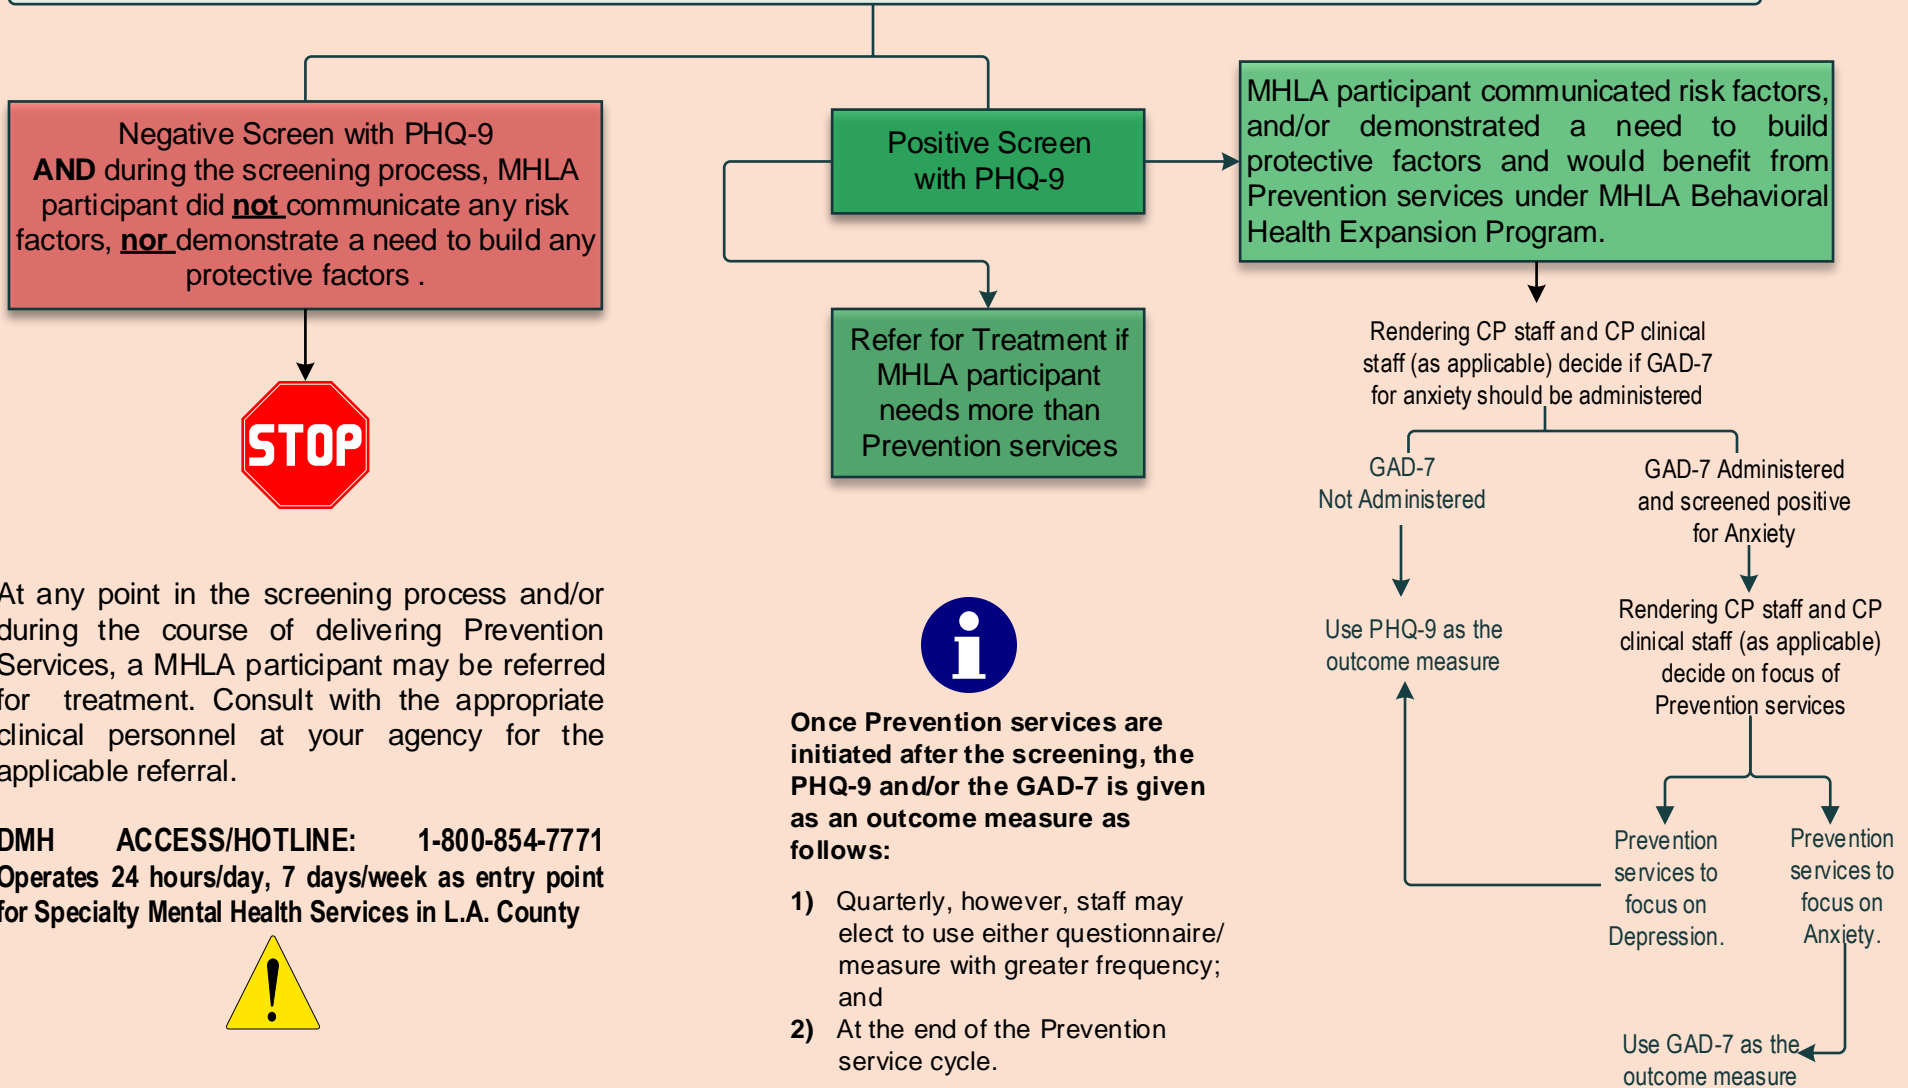 Negative Screen with PHQ-9
AND during the screening process, MHLA
participant did not communicate any risk
factors, nor demonstrate a need to build any
protective factors .
STOP
At any point in the screening process and/or
during the course of delivering Prevention
Services, a MHLA participant may be referred
for treatment. Consult with the appropriate
clinical personnel at your agency for the
applicable referral.
DMH ACCESS/HOTLINE: 1-800-854-7771
Operates 24 hours/day, 7 days/week as entry point
for Specialty Mental Health Services in L.A. County
Positive Screen
with PHQ-9
Refer for Treatment if
MHLA participant
needs more than
Prevention services
Once Prevention services are
initiated after the screening, the
PHQ-9 and/or the GAD-7 is given
as an outcome measure as
follows:
1) Quarterly, however, staff may
elect to use either questionnaire/
measure with greater frequency;
and
2) At the end of the Prevention
service cycle.
MHLA participant communicated risk factors,
and/or demonstrated a need to build
protective factors and would benefit from
Prevention services under MHLA Behavioral
Health Expansion Program.
Rendering CP staff and CP clinical
staff (as applicable) decide if GAD-7
for anxiety should be administered
GAD-7
Not Administered
Use PHQ-9 as the
outcome measure
GAD-7 Administered
and screened positive
for Anxiety
Rendering CP staff and CP
clinical staff (as applicable)
decide on focus of
Prevention services
Prevention
services to
focus on
Depression.
Prevention
services to
focus on
Anxiety.
Use GAD-7 as the
outcome measure